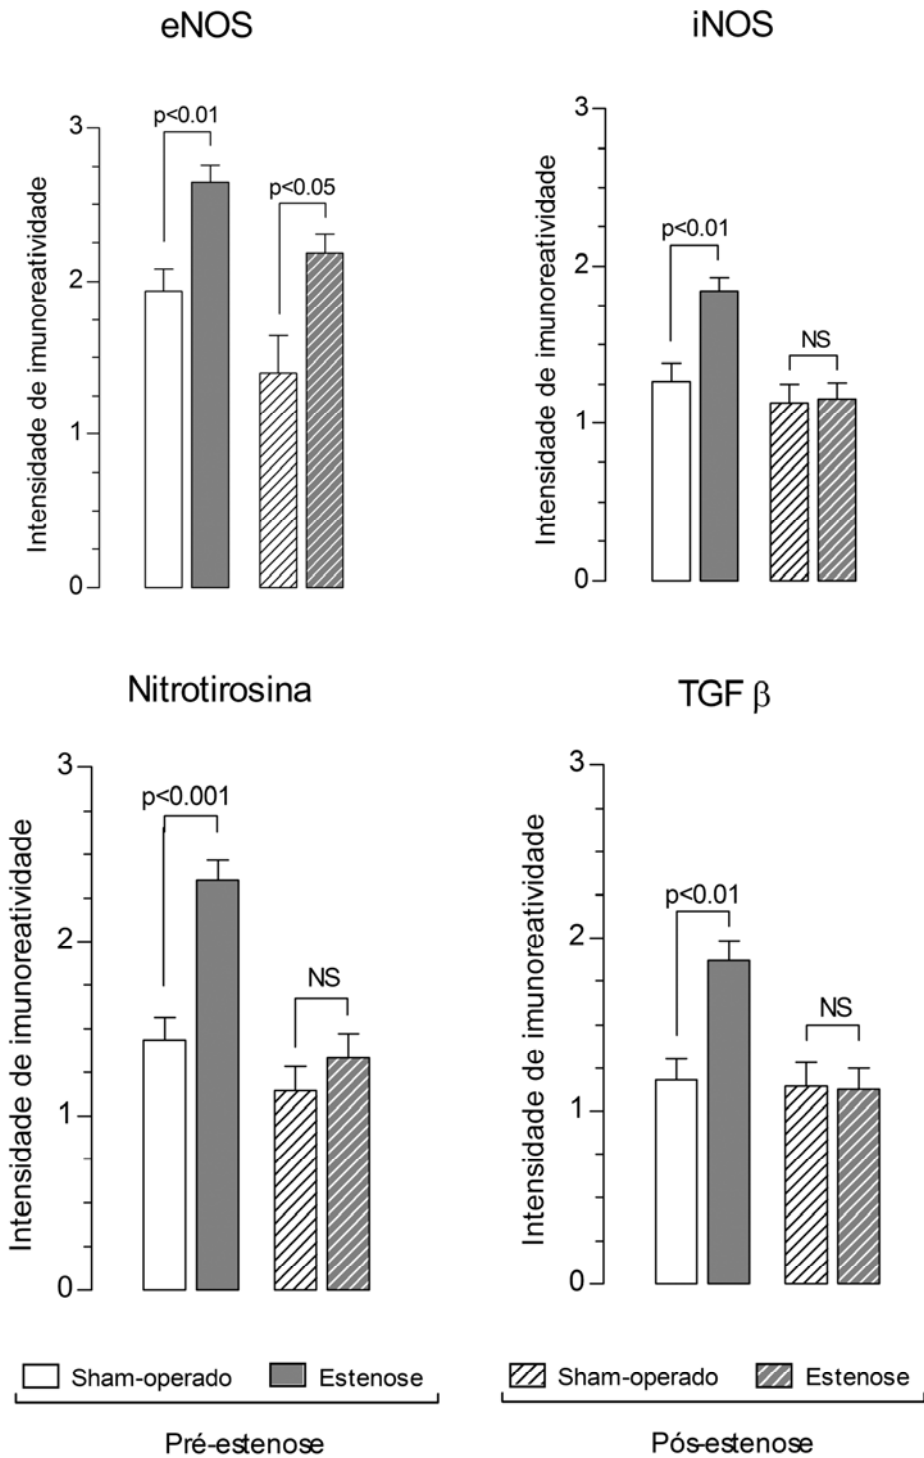 eNOS
Intensidade de imunoreatividade
3
2
1
0
p<0.01
p<0.05
iNOS
Intensidade de imunoreatividade
3
2
1
0
p<0.01
NS
Nitrotirosina
Intensidade de imunoreatividade
3
2
1
0
p<0.001
NS
TGF β
Intensidade de imunoreatividade
3
2
1
0
p<0.01
NS
Sham-operado
Estenose
Pré-estenose
Sham-operado
Estenose
Pós-estenose